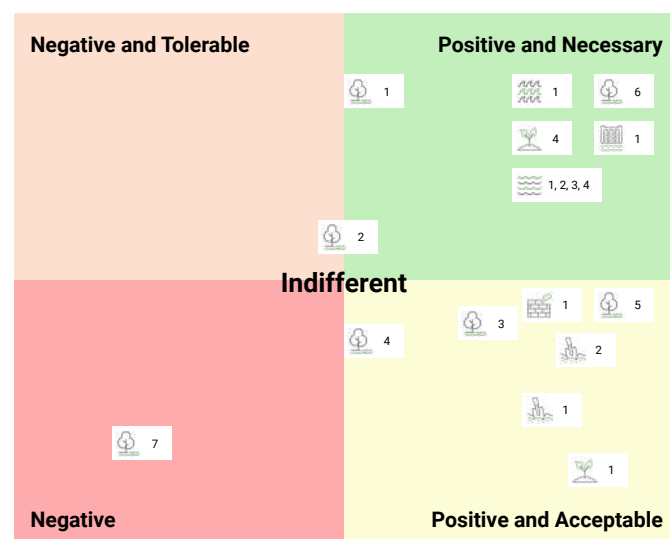 Negative and Tolerable
Positive and Necessary
1
1
6
4
1
1, 2, 3, 4
2
Indifferent
1
5
3
4
2
1
7
1
Negative
Positive and Acceptable